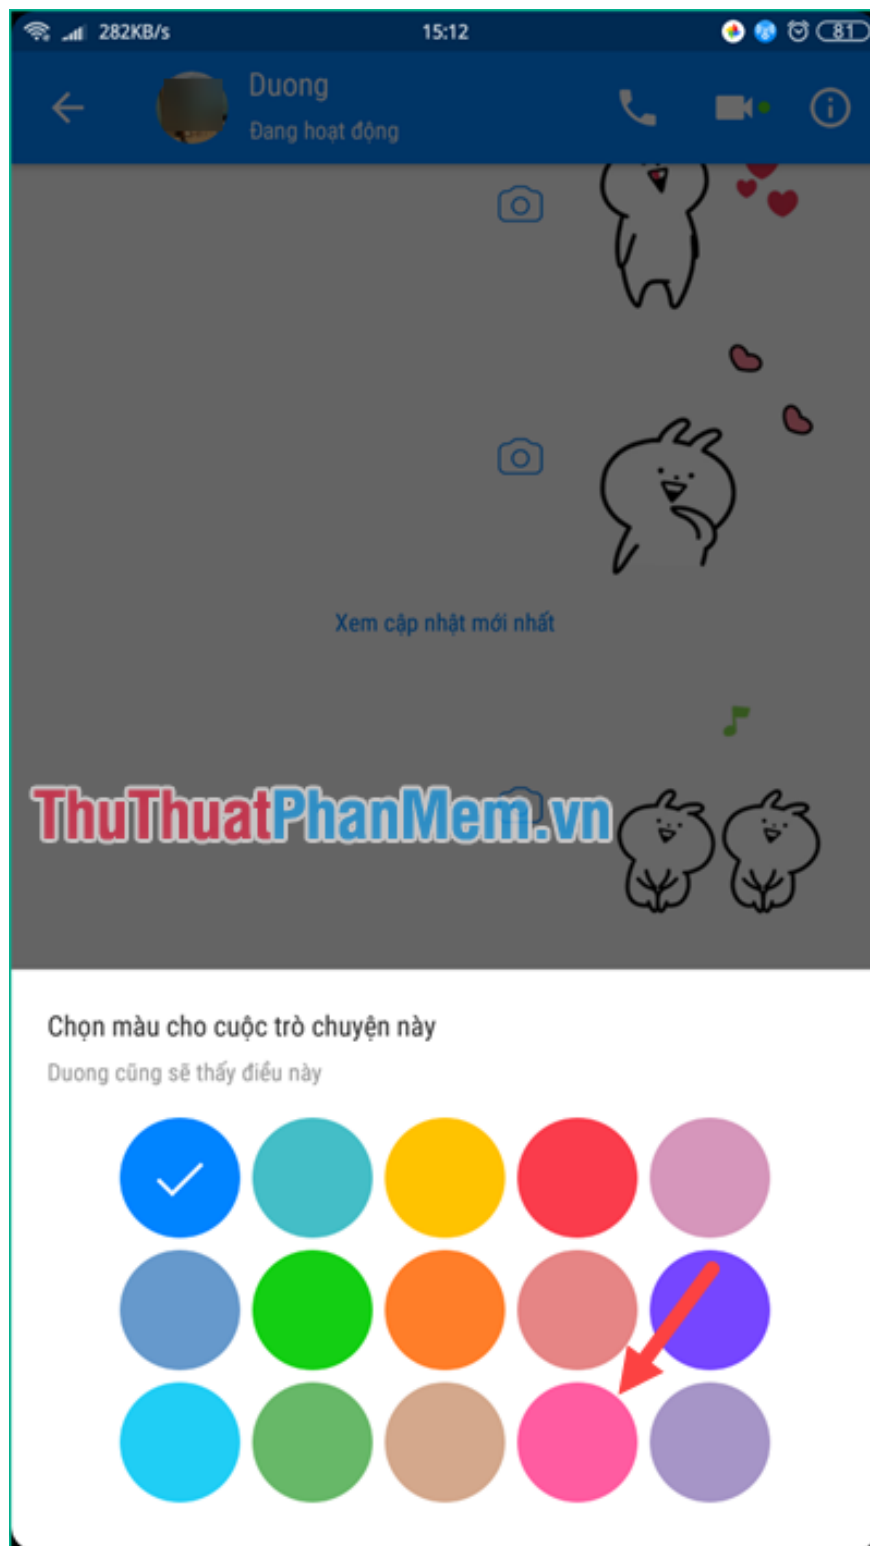 282KB/s 15:12 81
Duong
Đang hoạt động
Xem cập nhật mới nhất
ThuThuatPhanMem.vn
Chọn màu cho cuộc trò chuyện này
Duong cũng sẽ thấy điều này